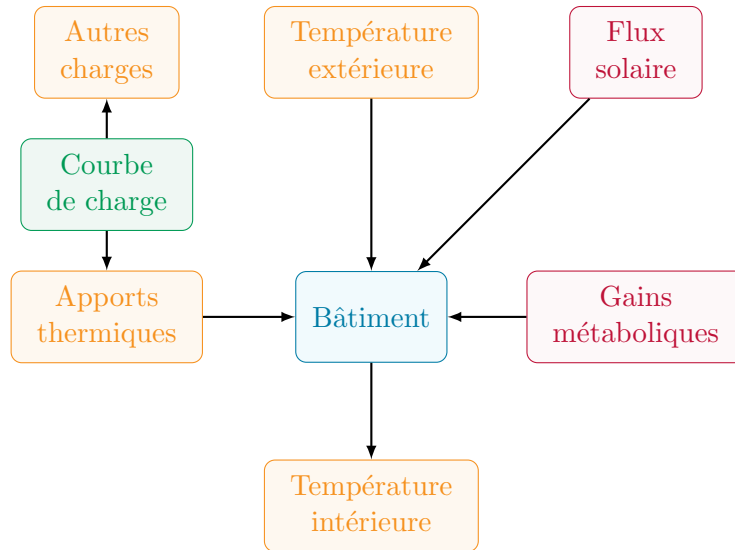 Autres
charges
Température
extérieure
Flux
solaire
Courbe
de charge
Apports
thermiques
Bâtiment
Gains
métaboliques
Température
intérieure